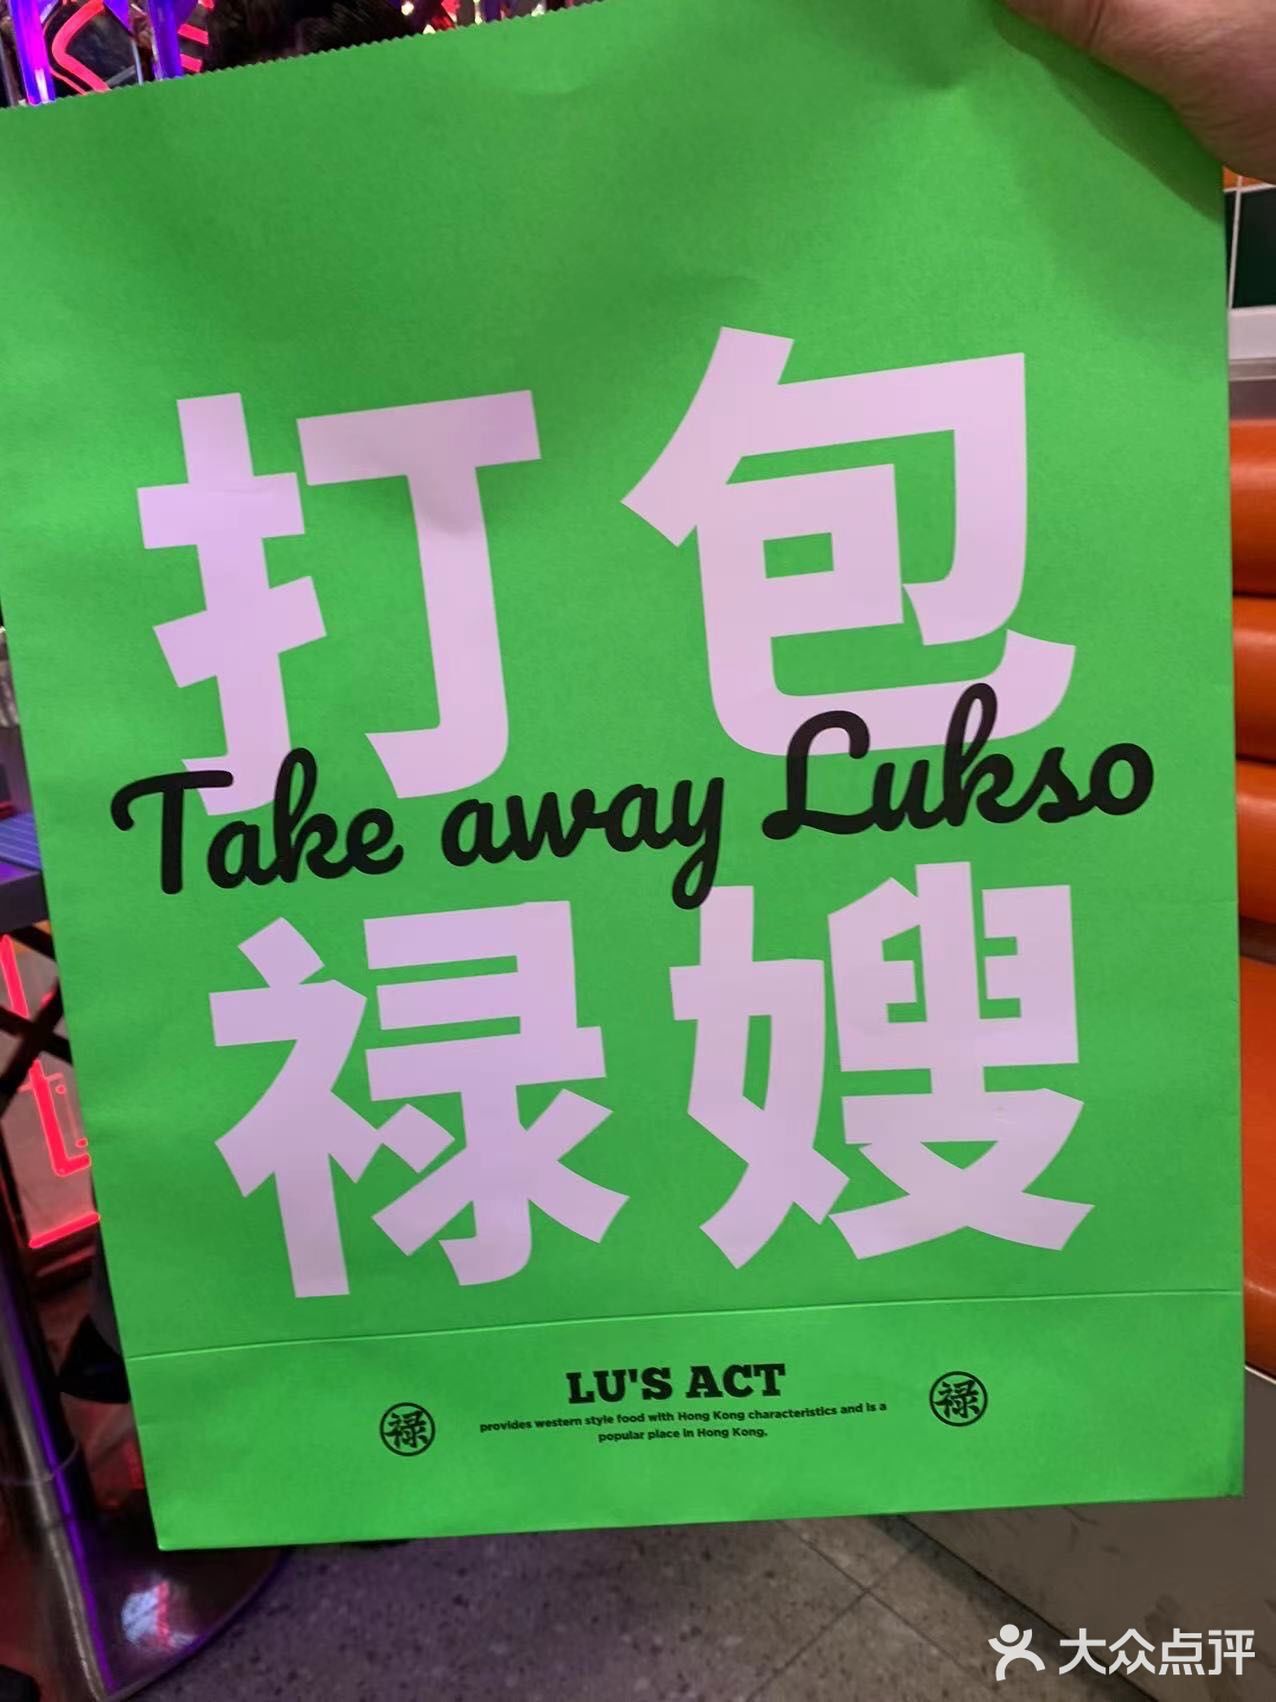 打包
Take away Lukso
禄嫂
LU'S ACT
禄
provides western style food with Hong Kong characteristics and is a
popular place in Hong Kong.
禄
大众点评